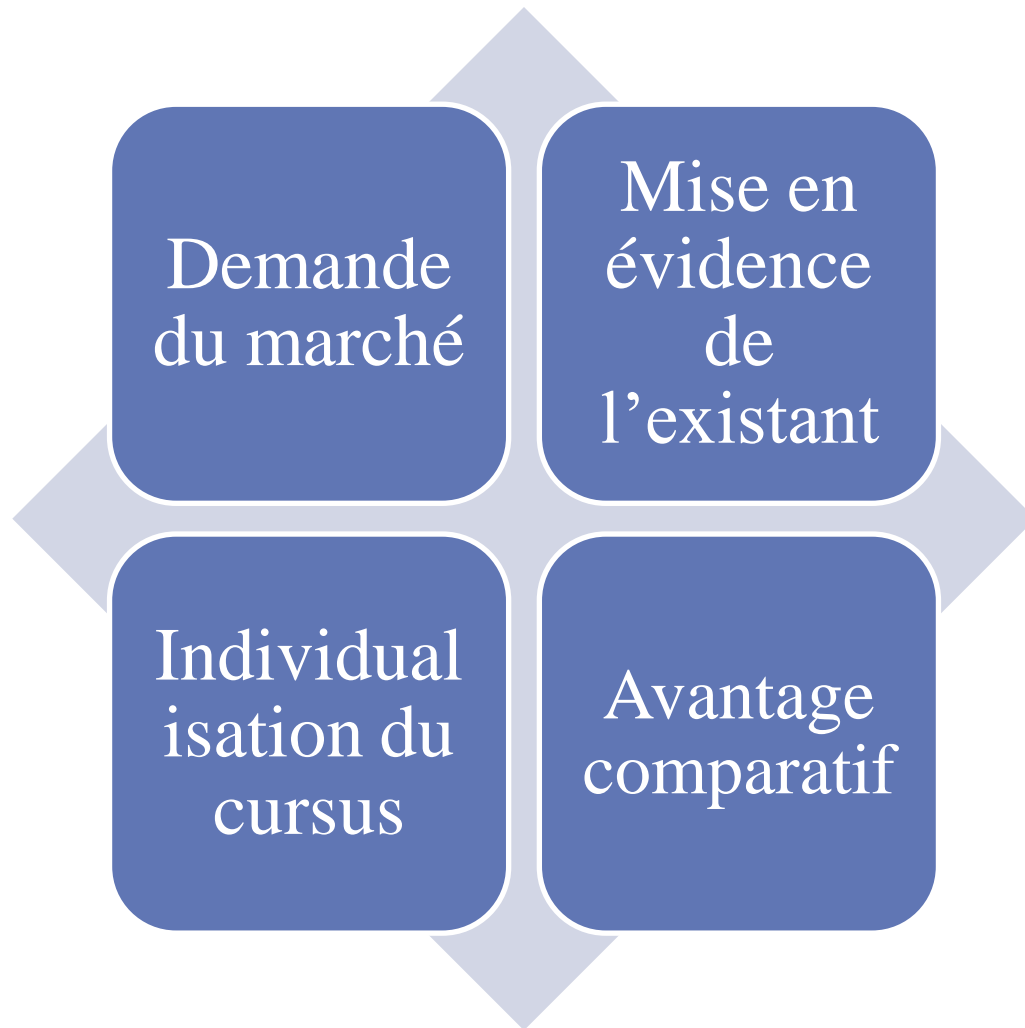 Demande
du marché
Mise en
évidence
de
l’existant
Individual
isation du
cursus
Avantage
comparatif